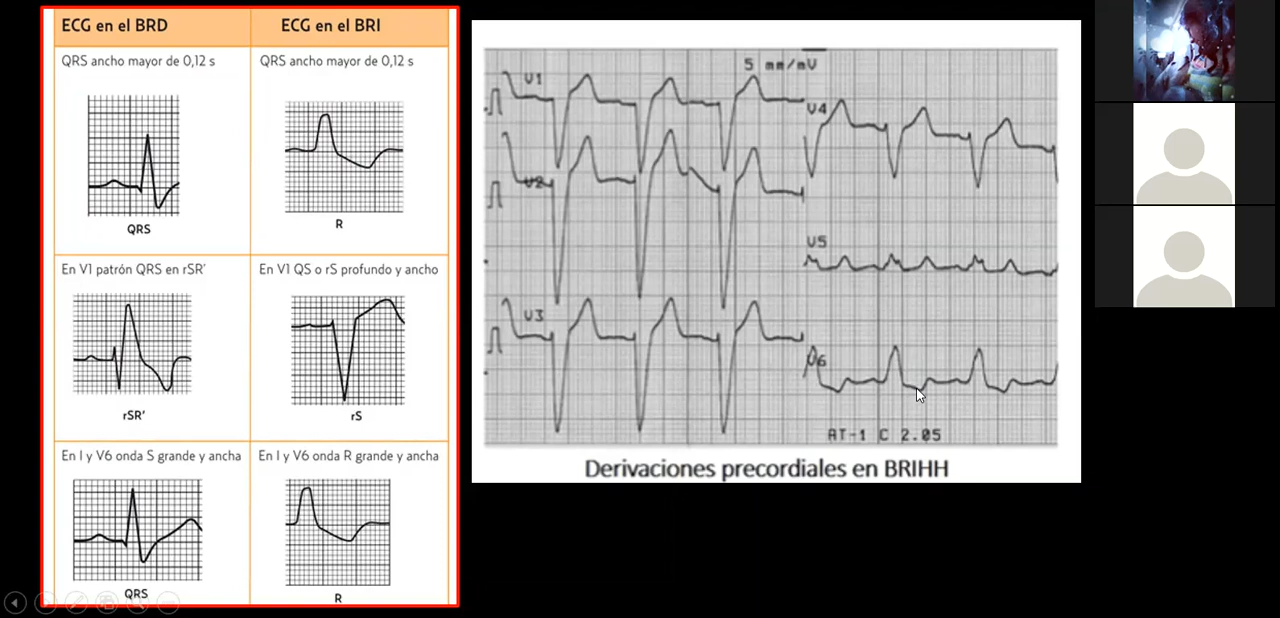 ECG en el BRD
ECG en el BRI
QRS ancho mayor de 0,12 s
QRS ancho mayor de 0,12 s
QRS
R
En V1 patrón QRS en rSR’
En V1 QS o rS profundo y ancho
rSR’
rS
En I y V6 onda S grande y ancha
En I y V6 onda R grande y ancha
QRS
R
V1
5 mm/mV
V4
V2
V5
V3
V6
AT-1 C 2.05
Derivaciones precordiales en BRIHH